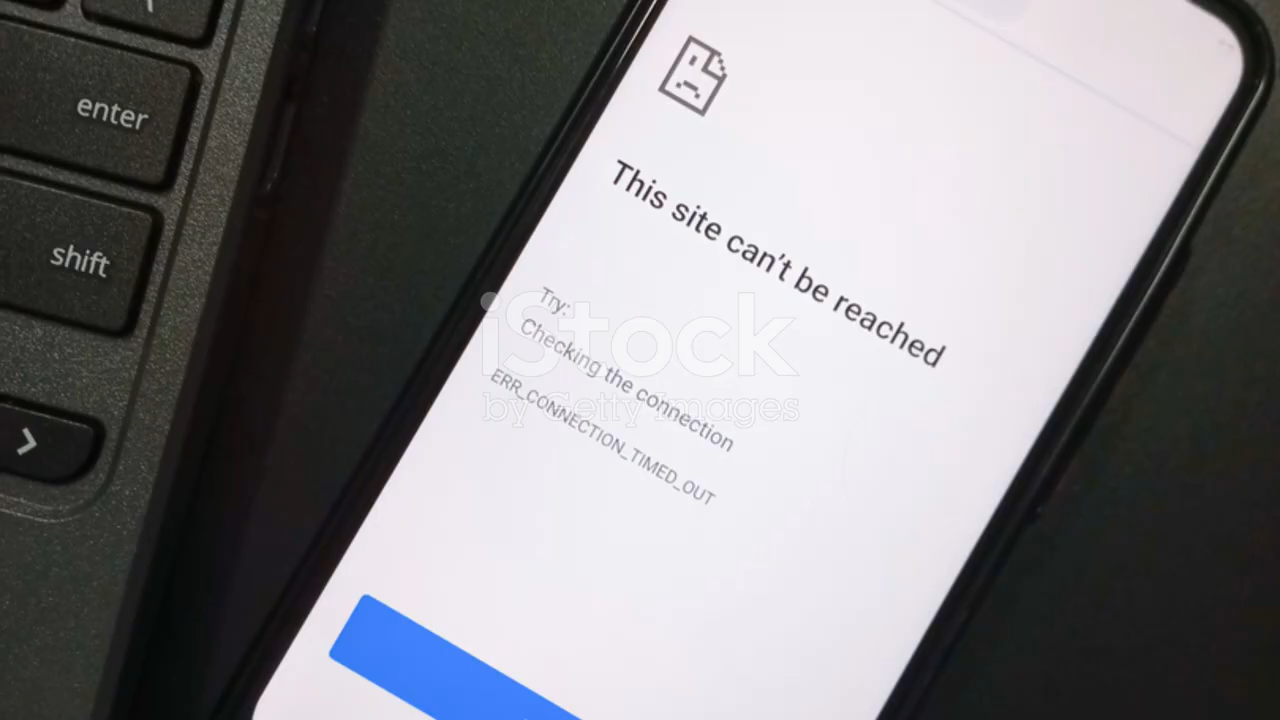 enter
shift
This site can't be reached
Try:
Checking the connection
ERR_CONNECTION_TIMED_OUT
iStock
by Getty Images